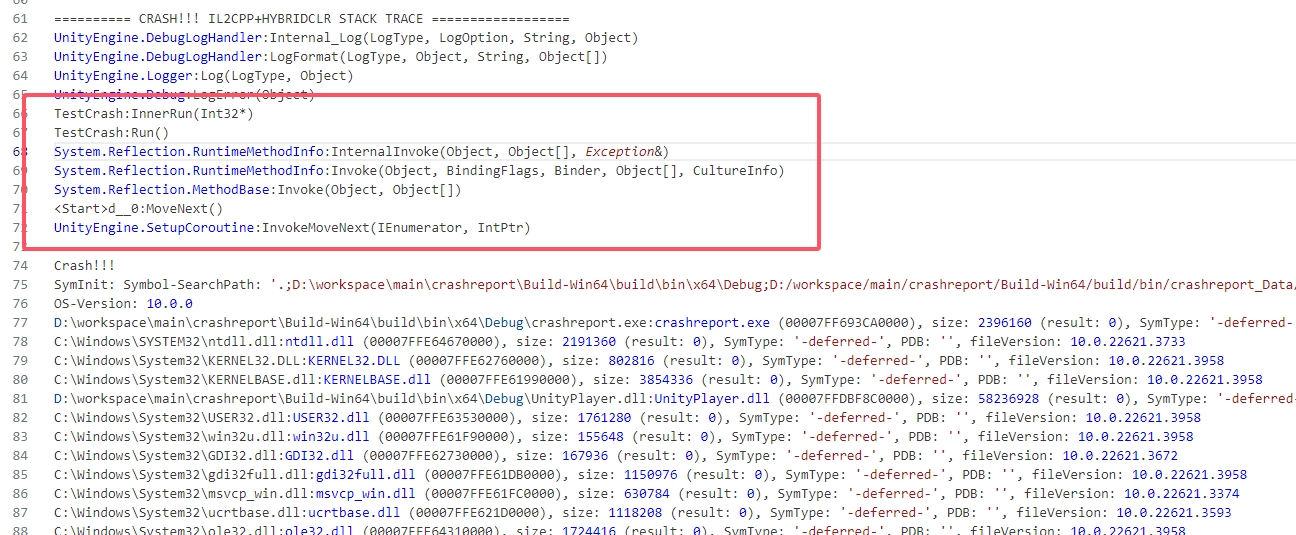 61 ========== CRASH!!! IL2CPP+HYBRIDCLR STACK TRACE ==================
62 UnityEngine.DebugLogHandler:Internal_Log(LogType, LogOption, String, Object)
63 UnityEngine.DebugLogHandler:LogFormat(LogType, Object, String, Object[])
64 UnityEngine.Logger:Log(LogType, Object)
65 UnityEngine.Debug:LogError(Object)
66 TestCrash:InnerRun(Int32*)
67 TestCrash:Run()
68 System.Reflection.RuntimeMethodInfo:InternalInvoke(Object, Object[], Exception&)
69 System.Reflection.RuntimeMethodInfo:Invoke(Object, BindingFlags, Binder, Object[], CultureInfo)
70 System.Reflection.MethodBase:Invoke(Object, Object[])
71 <Start>d__0:MoveNext()
72 UnityEngine.SetupCoroutine:InvokeMoveNext(IEnumerator, IntPtr)
73
74 Crash!!!
75 SymInit: Symbol-SearchPath: '.;D:\workspace\main\crashreport\Build-Win64\build\bin\x64\Debug;D:/workspace/main/crashreport/Build-Win64/build/bin/crashreport_Data/
76 OS-Version: 10.0.0
77 D:\workspace\main\crashreport\Build-Win64\build\bin\x64\Debug\crashreport.exe:crashreport.exe (00007FF693CA0000), size: 2396160 (result: 0), SymType: '-deferred-
78 C:\Windows\SYSTEM32\ntdll.dll:ntdll.dll (00007FFE64670000), size: 2191360 (result: 0), SymType: '-deferred-', PDB: '', fileVersion: 10.0.22621.3733
79 C:\Windows\System32\KERNEL32.DLL:KERNEL32.DLL (00007FFE62760000), size: 802816 (result: 0), SymType: '-deferred-', PDB: '', fileVersion: 10.0.22621.3958
80 C:\Windows\System32\KERNELBASE.dll:KERNELBASE.dll (00007FFE61990000), size: 3854336 (result: 0), SymType: '-deferred-', PDB: '', fileVersion: 10.0.22621.3958
81 D:\workspace\main\crashreport\Build-Win64\build\bin\x64\Debug\UnityPlayer.dll:UnityPlayer.dll (00007FFDBF8C0000), size: 58236928 (result: 0), SymType: '-deferred
82 C:\Windows\System32\USER32.dll:USER32.dll (00007FFE63530000), size: 1761280 (result: 0), SymType: '-deferred-', PDB: '', fileVersion: 10.0.22621.3958
83 C:\Windows\System32\win32u.dll:win32u.dll (00007FFE61F90000), size: 155648 (result: 0), SymType: '-deferred-', PDB: '', fileVersion: 10.0.22621.3958
84 C:\Windows\System32\GDI32.dll:GDI32.dll (00007FFE62730000), size: 167936 (result: 0), SymType: '-deferred-', PDB: '', fileVersion: 10.0.22621.3672
85 C:\Windows\System32\gdi32full.dll:gdi32full.dll (00007FFE61DB0000), size: 1150976 (result: 0), SymType: '-deferred-', PDB: '', fileVersion: 10.0.22621.3958
86 C:\Windows\System32\msvcp_win.dll:msvcp_win.dll (00007FFE61FC0000), size: 630784 (result: 0), SymType: '-deferred-', PDB: '', fileVersion: 10.0.22621.3374
87 C:\Windows\System32\ucrtbase.dll:ucrtbase.dll (00007FFE621D0000), size: 1118208 (result: 0), SymType: '-deferred-', PDB: '', fileVersion: 10.0.22621.3593
88 C:\Windows\System32\ole32.dll:ole32.dll (00007FFE64310000), size: 1724416 (result: 0), SymType: '-deferred-', PDB: '', fileVersion: 10.0.22621.3958